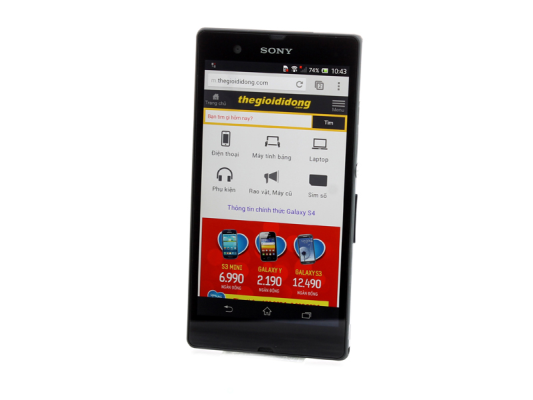 SONY
74% 10:43
m.thegioididong.com
thegioididong
.com
Trang chủ
Menu
Bạn tìm gì hôm nay?
Tìm
Điện thoại Máy tính bảng Laptop
Phụ kiện Rao vặt, Máy cũ Sim số
Thông tin chính thức Galaxy S4
S3 MINI GALAXY Y GALAXY S3
6.990 2.190 12.490
NGÀN ĐỒNG NGÀN ĐỒNG NGÀN ĐỒNG